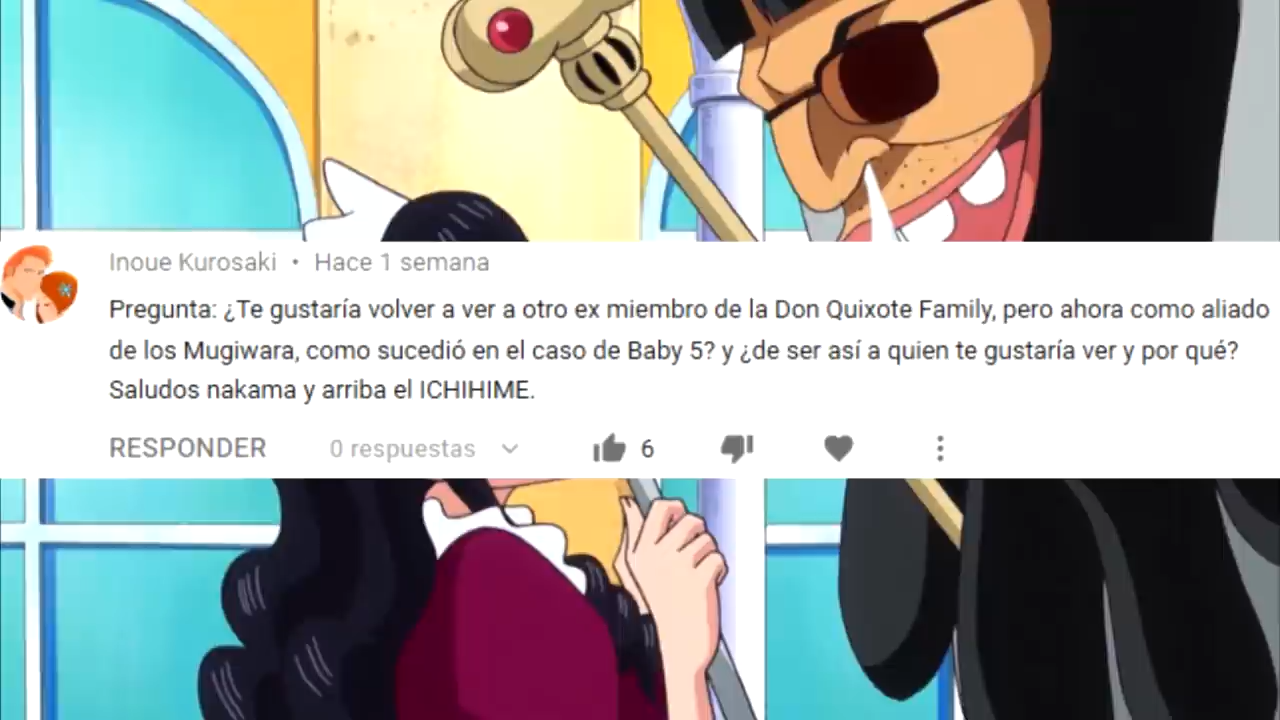 Inoue Kurosaki • Hace 1 semana
Pregunta: ¿Te gustaría volver a ver a otro ex miembro de la Don Quixote Family, pero ahora como aliado
de los Mugiwara, como sucedió en el caso de Baby 5? y ¿de ser así a quien te gustaría ver y por qué?
Saludos nakama y arriba el ICHIHIME.
RESPONDER 0 respuestas 6